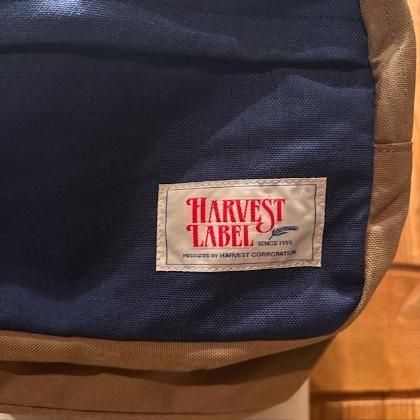 HARVEST
LABEL
SINCE 1995
PRODUCED BY HARVEST CORPORATION